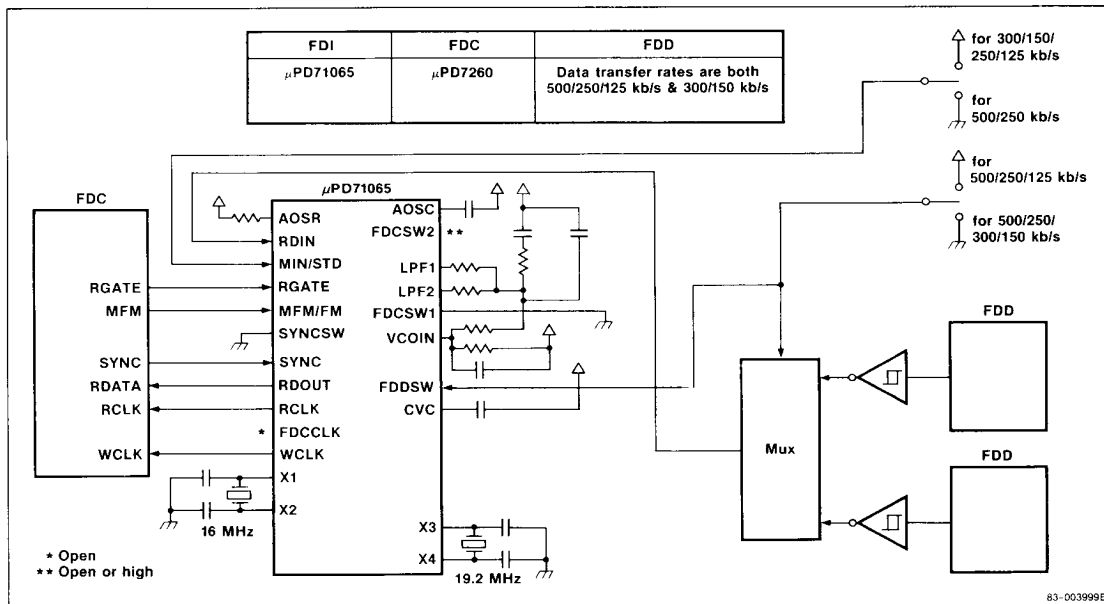 FDI FDC FDD
μPD71065 μPD7260 Data transfer rates are both
500/250/125 kb/s & 300/150 kb/s
for 300/150/
250/125 kb/s
for
500/250 kb/s
for
500/250/125 kb/s
for 500/250/
300/150 kb/s
FDC
RGATE
MFM
SYNC
RDATA
RCLK
WCLK
μPD71065
AOSR
RDIN
MIN/STD
RGATE
MFM/FM
SYNCSW
SYNC
RDOUT
RCLK
* FDCCLK
WCLK
X1
X2
16 MHz
AOSC
FDCSW2 **
LPF1
LPF2
FDCSW1
VCOIN
FDDSW
CVC
X3
X4
19.2 MHz
Mux
FDD
FDD
* Open
** Open or high
83-003999B